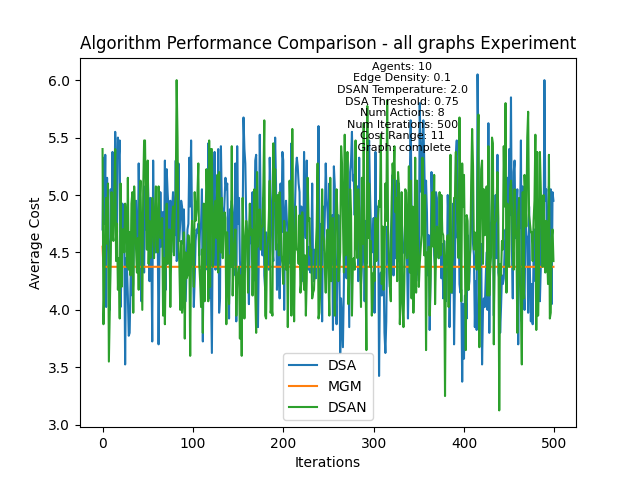 Algorithm Performance Comparison - all graphs Experiment
Agents: 10
Edge Density: 0.1
DSAN Temperature: 2.0
DSA Threshold: 0.75
Num Actions: 8
Num Iterations: 500
Cost Range: 11
Graph: complete
6.0
5.5
5.0
4.5
4.0
3.5
3.0
Average Cost
DSA
MGM
DSAN
0
100
200
300
400
500
Iterations